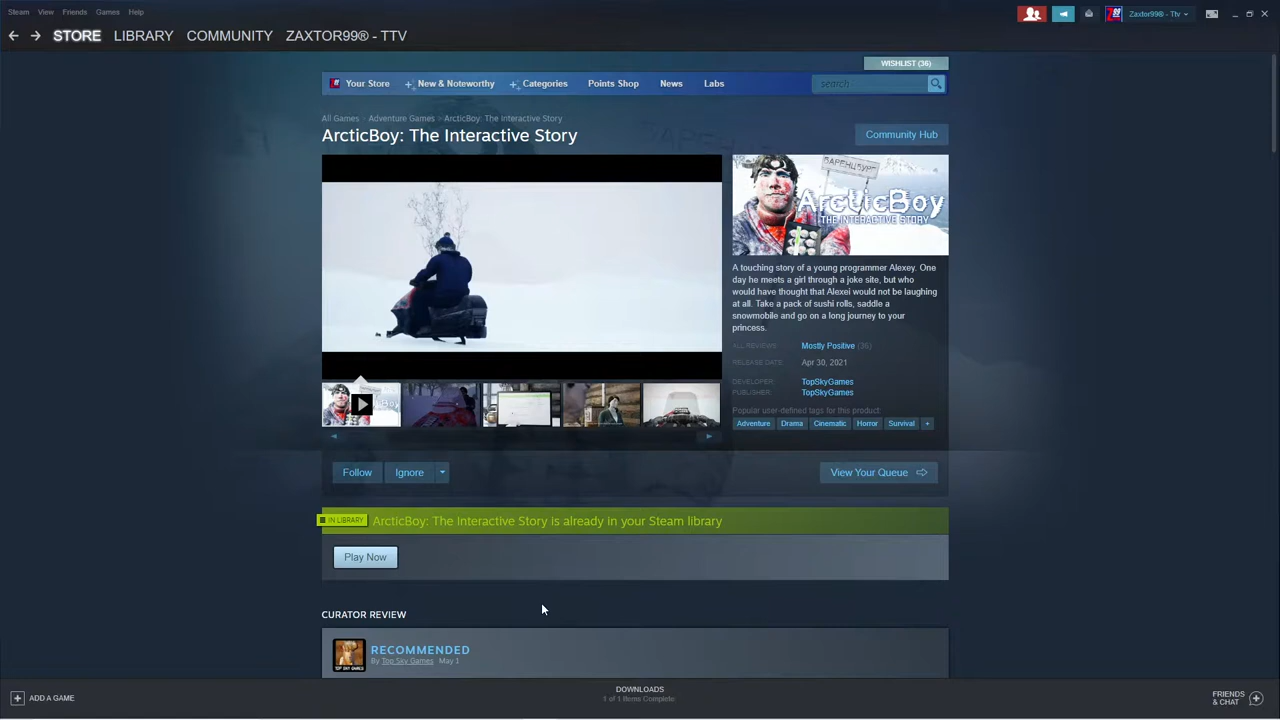 Steam View Friends Games Help
Zaxtor99® - Ttv
STORE LIBRARY COMMUNITY ZAXTOR99® - TTV
WISHLIST (36)
Your Store New & Noteworthy Categories Points Shop News Labs search
All Games > Adventure Games > ArcticBoy: The Interactive Story
ArcticBoy: The Interactive Story
Community Hub
БАРЕНЦБУРГ
ArcticBoy
THE INTERACTIVE STORY
A touching story of a young programmer Alexey. One
day he meets a girl through a joke site, but who
would have thought that Alexei would not be laughing
at all. Take a pack of sushi rolls, saddle a
snowmobile and go on a long journey to your
princess.
ALL REVIEWS: Mostly Positive (36)
RELEASE DATE: Apr 30, 2021
DEVELOPER: TopSkyGames
PUBLISHER: TopSkyGames
Popular user-defined tags for this product:
Adventure Drama Cinematic Horror Survival +
Follow Ignore
View Your Queue
IN LIBRARY ArcticBoy: The Interactive Story is already in your Steam library
Play Now
CURATOR REVIEW
TOP SKY GAMES
RECOMMENDED
By Top Sky Games May 1
+ ADD A GAME
DOWNLOADS
1 of 1 Items Complete
FRIENDS
& CHAT